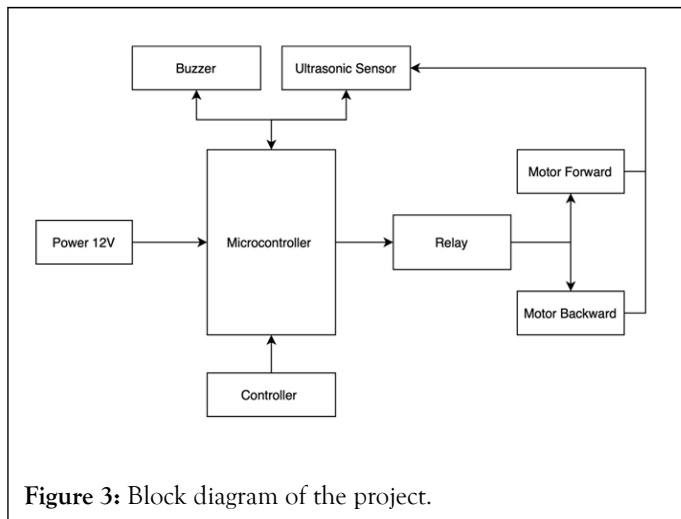 Buzzer
Ultrasonic Sensor
Motor Forward
Power 12V
Microcontroller
Relay
Motor Backward
Controller
Figure 3: Block diagram of the project.